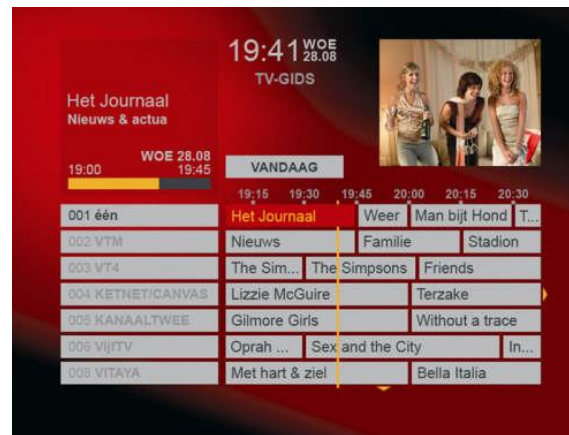 19:41 WOE 28.08
TV-GIDS
Het Journaal
Nieuws & actua
WOE 28.08
19:00 19:45
VANDAAG
19:15 19:30 19:45 20:00 20:15 20:30
001 één Het Journaal Weer Man bijt Hond T...
002 VTM Nieuws Familie Stadion
003 VT4 The Sim... The Simpsons Friends
004 KETNET/CANVAS Lizzie McGuire Terzake
005 KANAALTWEE Gilmore Girls Without a trace
006 VIJFTV Oprah ... Sex and the City In...
008 VITAYA Met hart & ziel Bella Italia